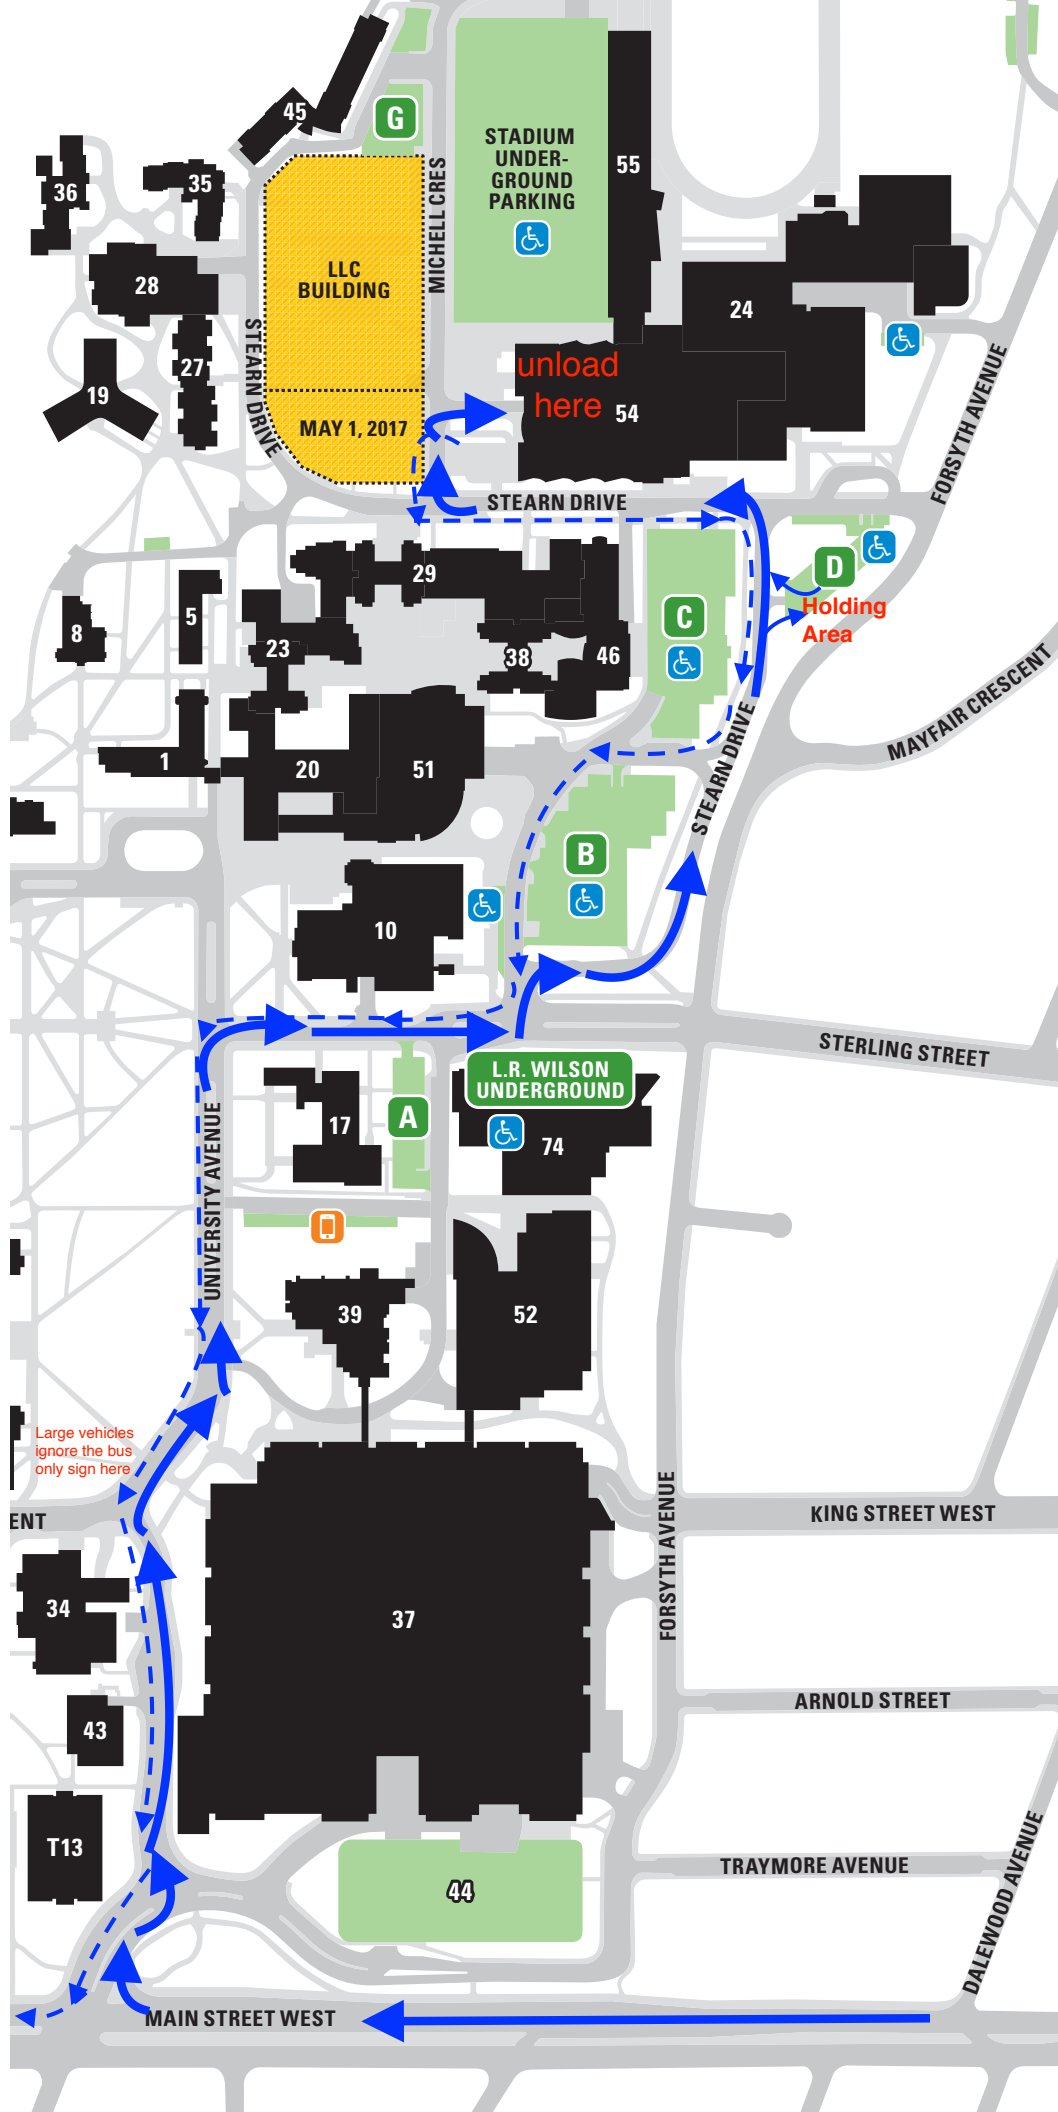 45
G
STADIUM
UNDER-
GROUND
PARKING
55
MICHELL CRES
36
35
28
LLC
BUILDING
24
27
19
STEARN DRIVE
unload
here
54
MAY 1, 2017
FORSYTH AVENUE
STEARN DRIVE
29
D
Holding
Area
C
5
8
23
38
46
MAYFAIR CRESCENT
1
20
51
STEARN DRIVE
B
10
STERLING STREET
L.R. WILSON
UNDERGROUND
A
17
74
UNIVERSITY AVENUE
39
52
Large vehicles
ignore the bus
only sign here
ENT
KING STREET WEST
FORSYTH AVENUE
34
37
ARNOLD STREET
43
T13
TRAYMORE AVENUE
44
DALEWOOD AVENUE
MAIN STREET WEST